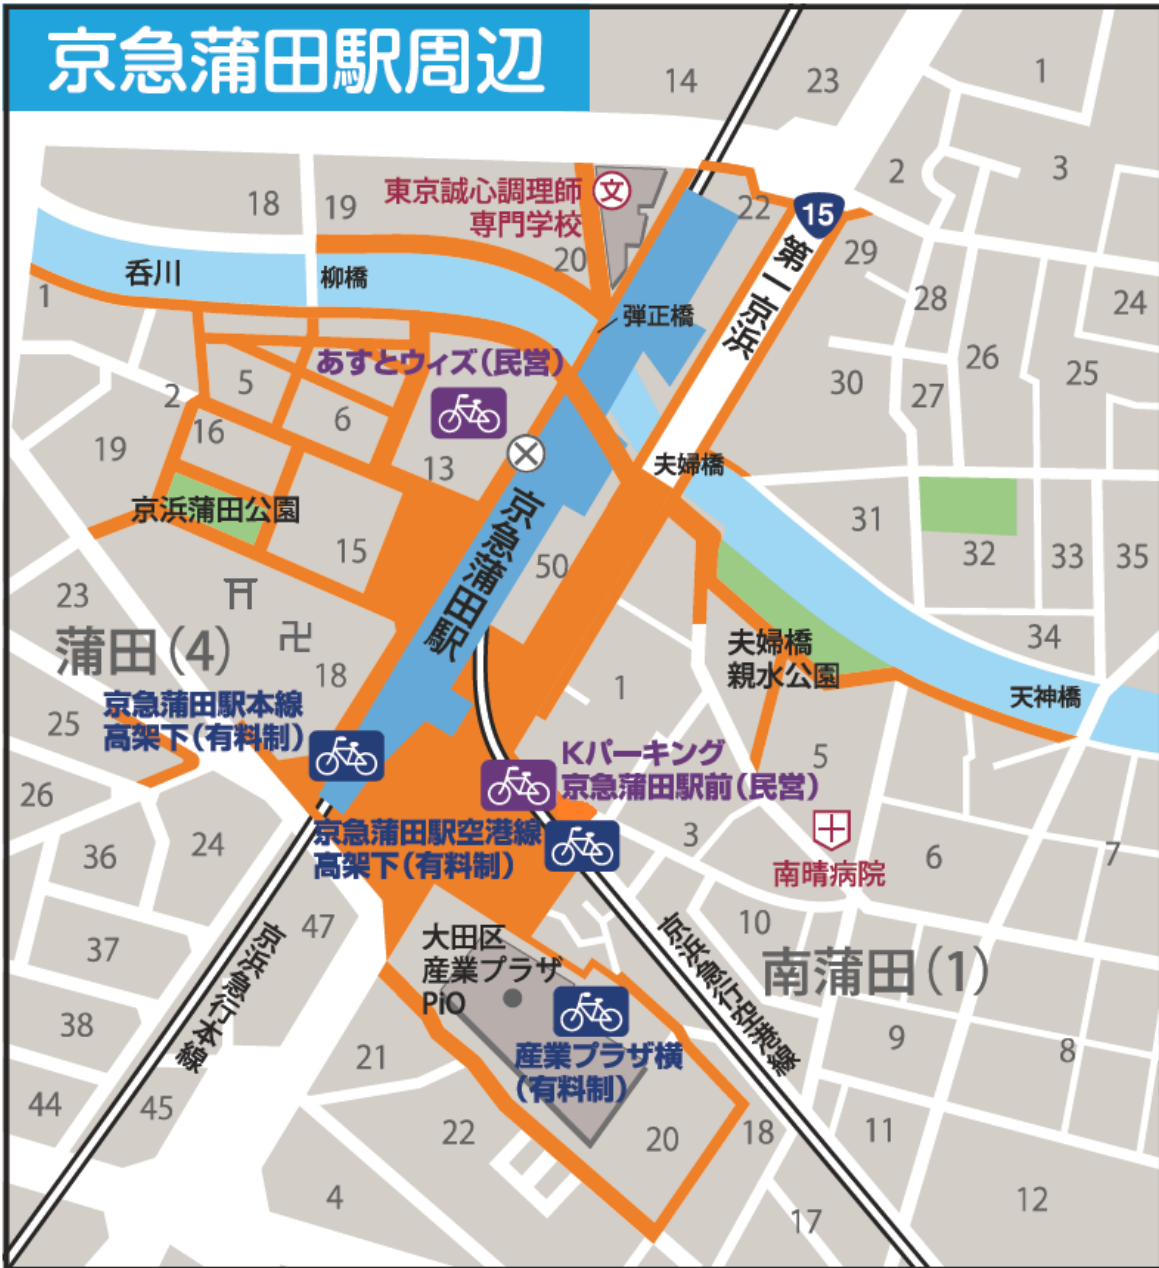 京急蒲田駅周辺
14
23
1
18
19
東京誠心調理師
専門学校
文
20
22
15
第一京浜
2
3
29
28
24
呑川
柳橋
弾正橋
1
あすとウィズ（民営）
2
5
6
16
19
13
30
27
26
25
夫婦橋
京浜蒲田公園
15
京急蒲田駅
50
31
32
33
35
34
23
蒲田（4）
卍
18
夫婦橋
親水公園
天神橋
1
京急蒲田駅本線
高架下（有料制）
25
26
Kパーキング
京急蒲田駅前（民営）
5
京急蒲田駅空港線
高架下（有料制）
3
南晴病院
6
7
36
24
37
47
大田区
産業プラザ
PiO
10
南蒲田（1）
京浜急行本線
京浜急行空港線
38
21
産業プラザ横
（有料制）
9
8
44
45
22
20
18
11
4
17
12